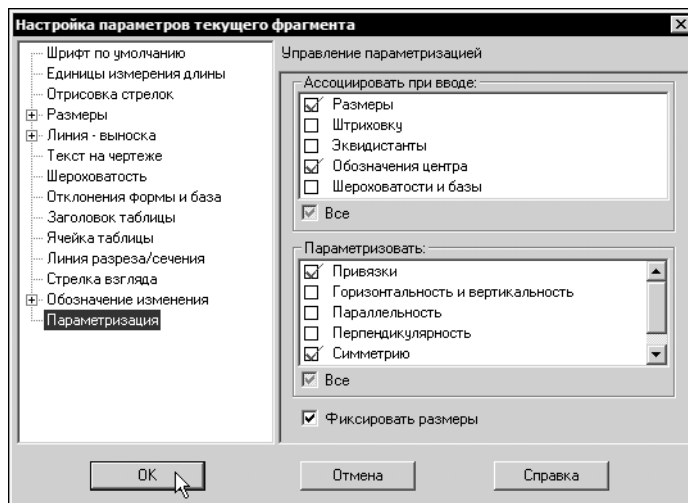 Настройка параметров текущего фрагмента
Шрифт по умолчанию
Единицы измерения длины
Отрисовка стрелок
Размеры
Линия - выноска
Текст на чертеже
Шероховатость
Отклонения формы и база
Заголовок таблицы
Ячейка таблицы
Линия разреза/сечения
Стрелка взгляда
Обозначение изменения
Параметризация
Управление параметризацией
Ассоциировать при вводе:
Размеры
Штриховку
Эквидистанты
Обозначения центра
Шероховатости и базы
Все
Параметризовать:
Привязки
Горизонтальность и вертикальность
Параллельность
Перпендикулярность
Симметрию
Все
Фиксировать размеры
OK
Отмена
Справка